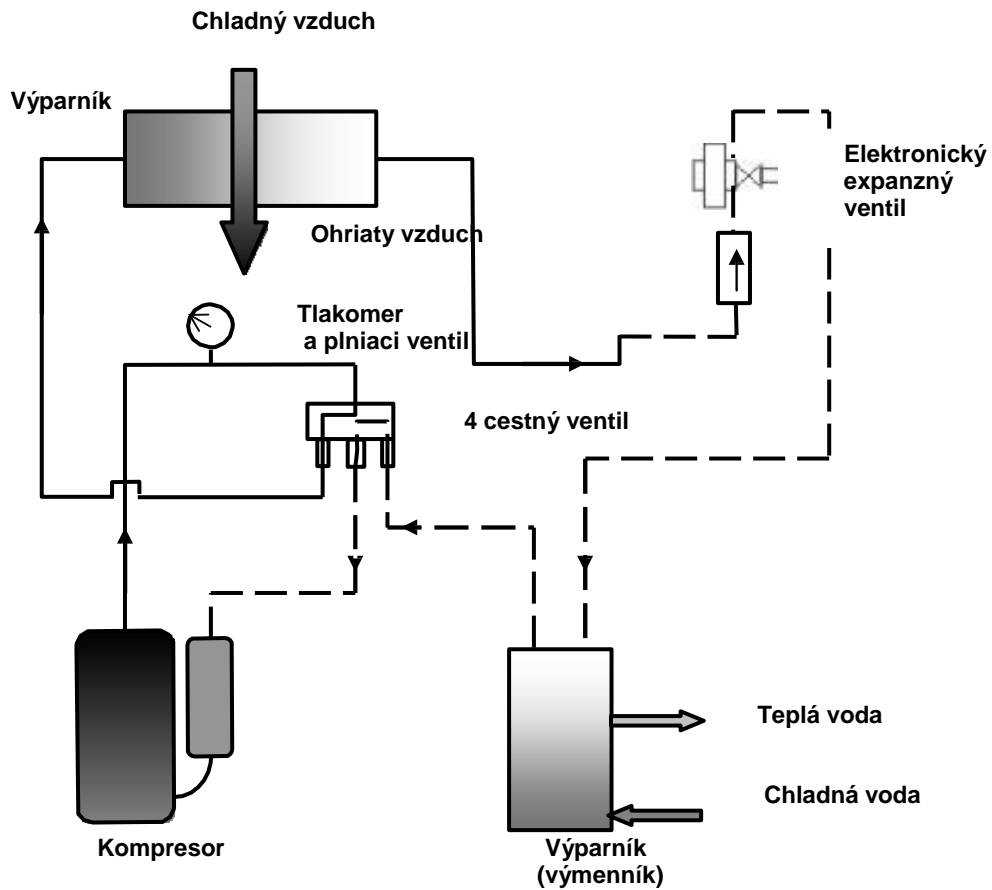 Chladný vzduch
Výparník
Elektronický
expanzný
ventil
Ohriaty vzduch
Tlakomer
a plniaci ventil
4 cestný ventil
Teplá voda
Chladná voda
Kompresor
Výparník
(výmenník)